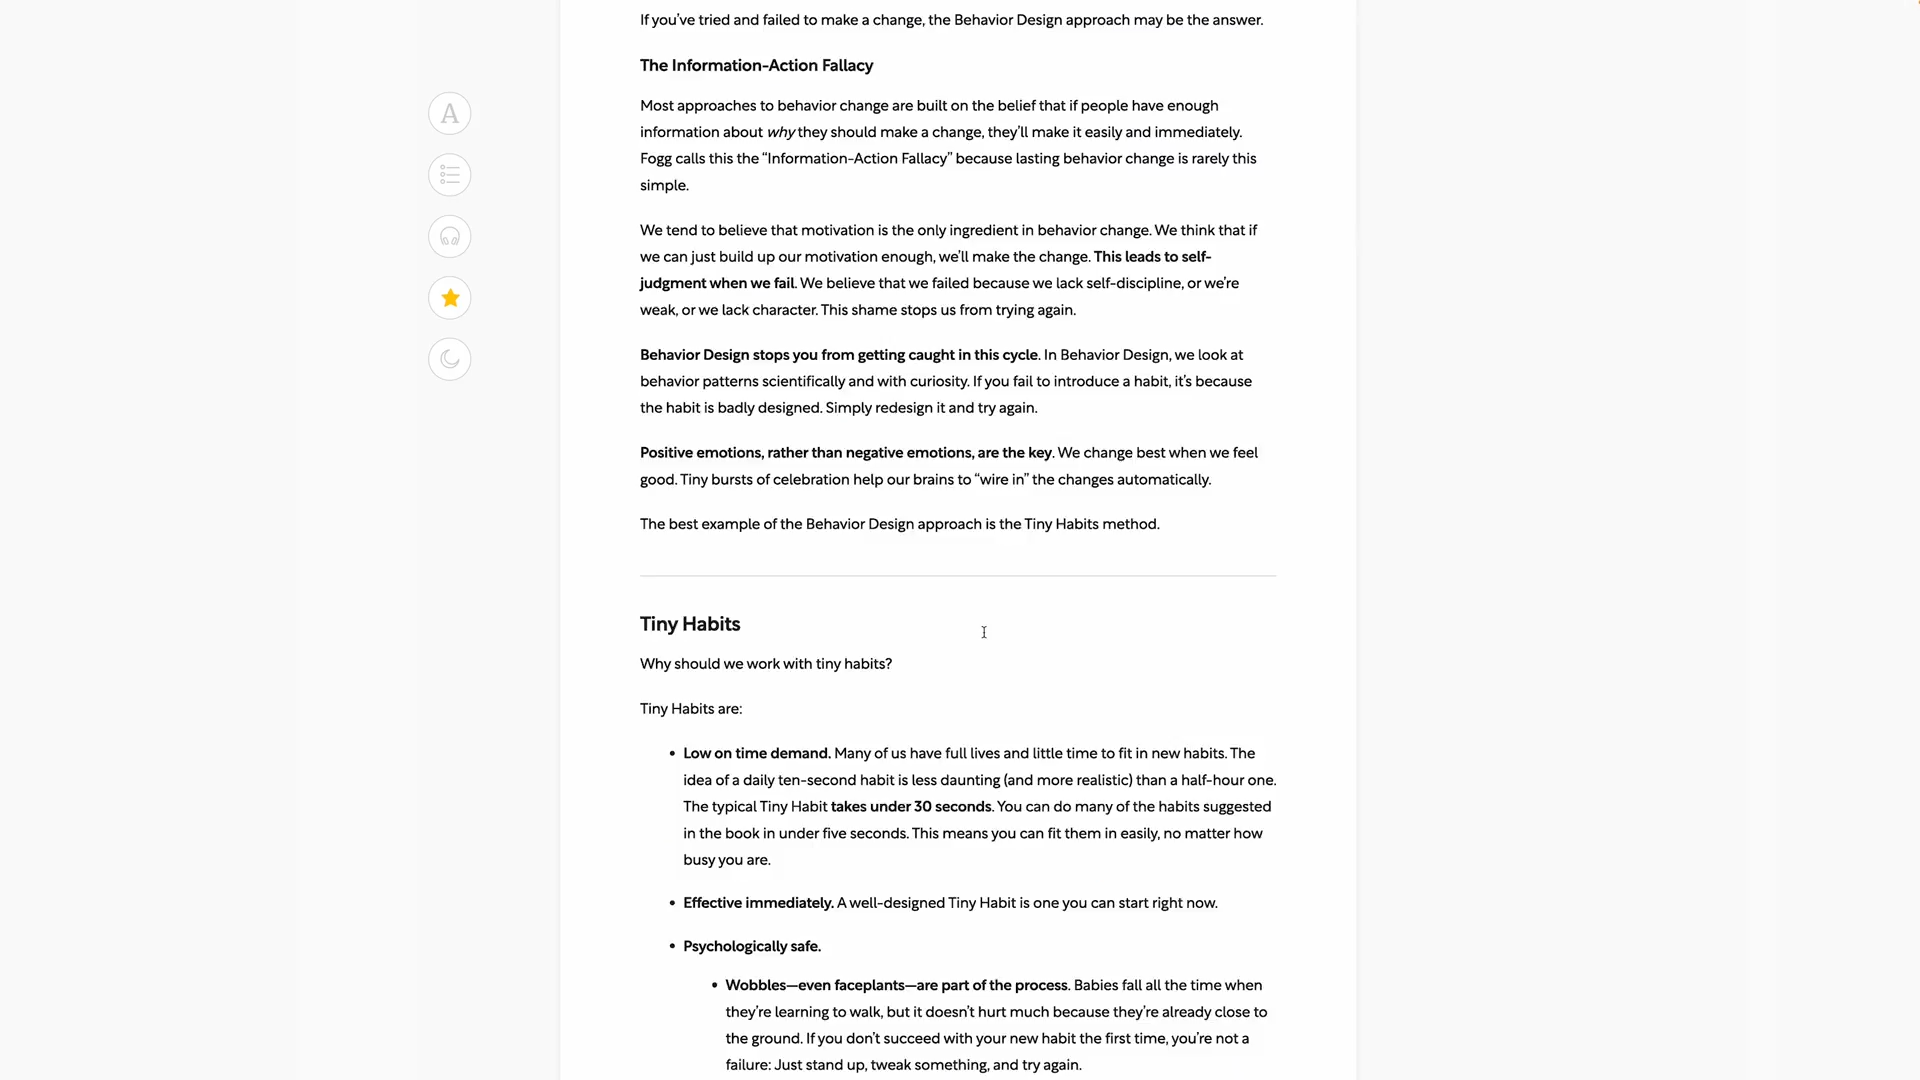 If you’ve tried and failed to make a change, the Behavior Design approach may be the answer.
The Information-Action Fallacy
Most approaches to behavior change are built on the belief that if people have enough
information about why they should make a change, they’ll make it easily and immediately.
Fogg calls this the “Information-Action Fallacy” because lasting behavior change is rarely this
simple.
We tend to believe that motivation is the only ingredient in behavior change. We think that if
we can just build up our motivation enough, we’ll make the change. This leads to self-
judgment when we fail. We believe that we failed because we lack self-discipline, or we’re
weak, or we lack character. This shame stops us from trying again.
Behavior Design stops you from getting caught in this cycle. In Behavior Design, we look at
behavior patterns scientifically and with curiosity. If you fail to introduce a habit, it’s because
the habit is badly designed. Simply redesign it and try again.
Positive emotions, rather than negative emotions, are the key. We change best when we feel
good. Tiny bursts of celebration help our brains to “wire in” the changes automatically.
The best example of the Behavior Design approach is the Tiny Habits method.
Tiny Habits
Why should we work with tiny habits?
Tiny Habits are:
• Low on time demand. Many of us have full lives and little time to fit in new habits. The
idea of a daily ten-second habit is less daunting (and more realistic) than a half-hour one.
The typical Tiny Habit takes under 30 seconds. You can do many of the habits suggested
in the book in under five seconds. This means you can fit them in easily, no matter how
busy you are.
• Effective immediately. A well-designed Tiny Habit is one you can start right now.
• Psychologically safe.
• Wobbles—even faceplants—are part of the process. Babies fall all the time when
they’re learning to walk, but it doesn’t hurt much because they’re already close to
the ground. If you don’t succeed with your new habit the first time, you’re not a
failure: Just stand up, tweak something, and try again.
A